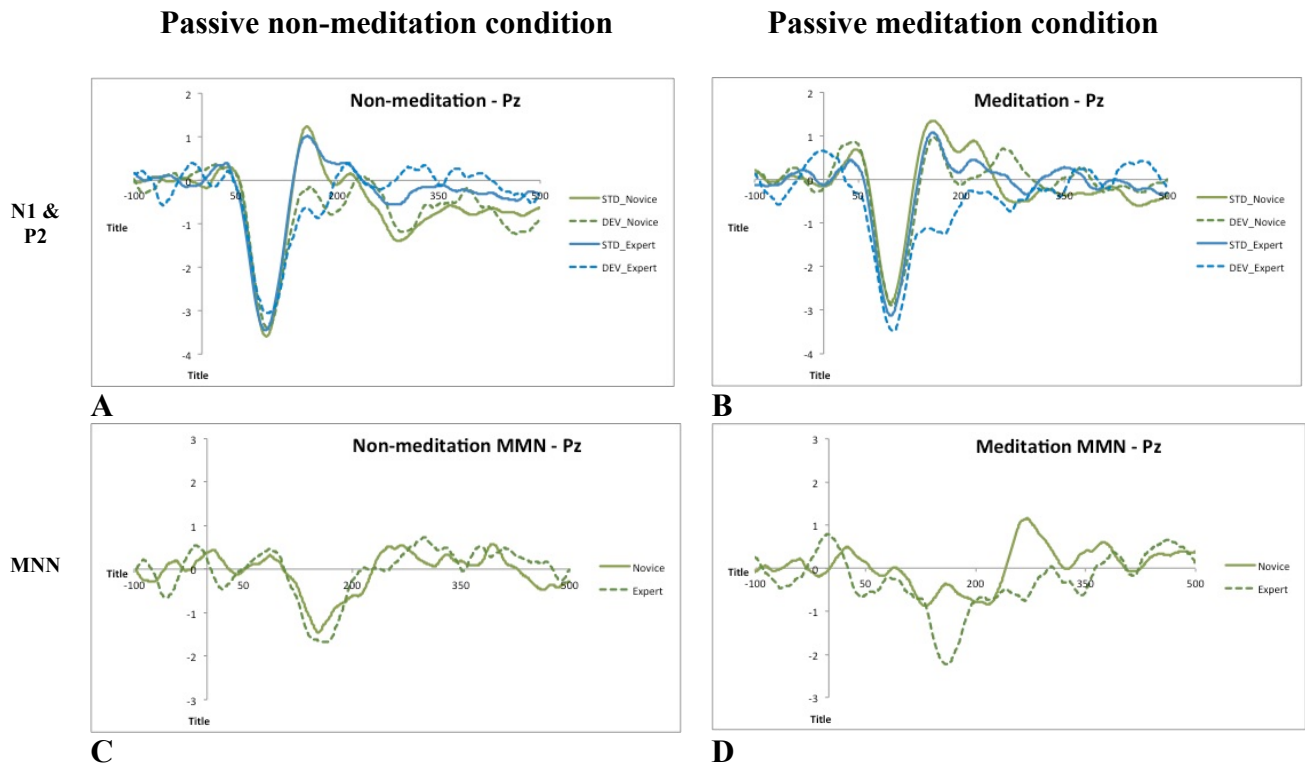 Passive non-meditation condition
Passive meditation condition
N1 &
P2
Non-meditation - Pz
2
1
0
-1
-2
-3
-4
-100
50
200
350
500
Title
Title
STD_Novice
DEV_Novice
STD_Expert
DEV_Expert
A
Meditation - Pz
2
1
0
-1
-2
-3
-4
-100
50
200
350
500
Title
Title
STD_Novice
DEV_Novice
STD_Expert
DEV_Expert
B
MNN
Non-meditation MMN - Pz
3
2
1
0
-1
-2
-3
-100
50
200
350
500
Title
Title
Novice
Expert
C
Meditation MMN - Pz
3
2
1
0
-1
-2
-3
-100
50
200
350
500
Title
Title
Novice
Expert
D